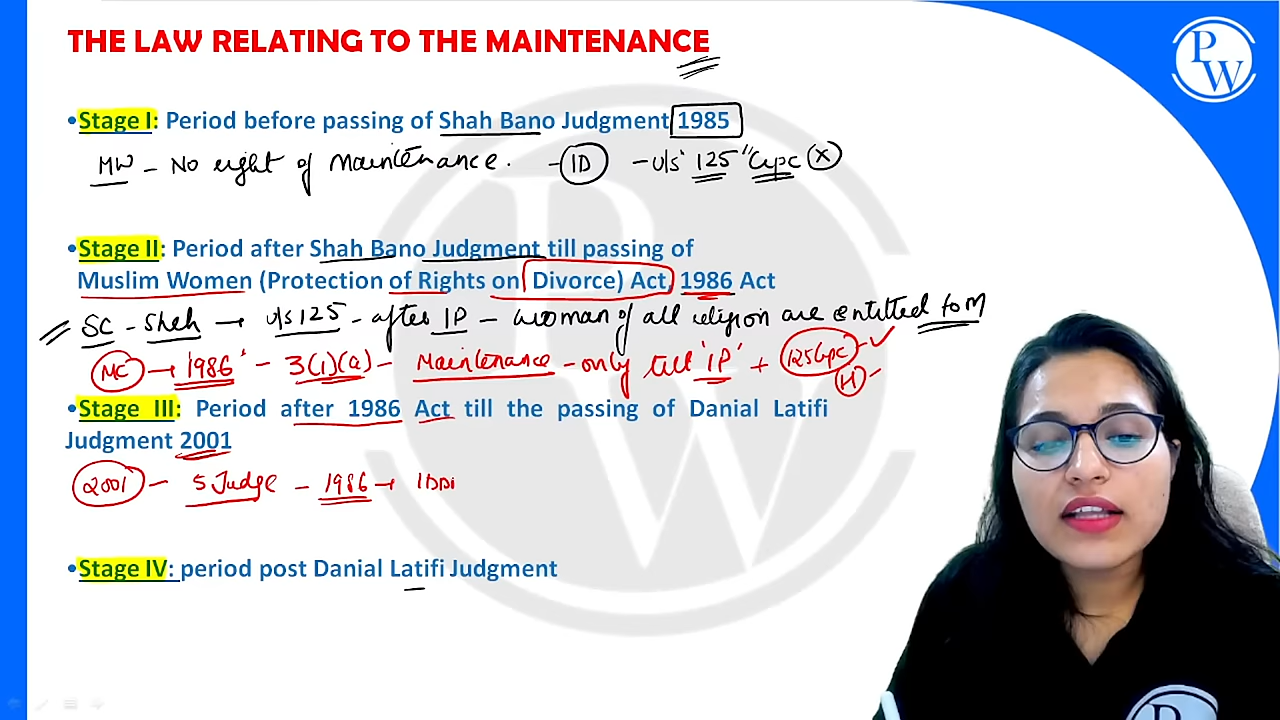 THE LAW RELATING TO THE MAINTENANCE
PW
•Stage I: Period before passing of Shah Bano Judgment 1985
MW - No right of Maintenance. - ID - u/s' 125" Crpc (X)
•Stage II: Period after Shah Bano Judgment till passing of
Muslim Women (Protection of Rights on Divorce) Act, 1986 Act
SC - Shah → u/s 125 - after IP - woman of all religion are entitled to M
MC → 1986' - 3(1)(a) - Maintenance - only till 'IP' + 125 Crpc - ✓
H -
•Stage III: Period after 1986 Act till the passing of Danial Latifi
Judgment 2001
2001 - 5 Judge - 1986 → IDDI
•Stage IV: period post Danial Latifi Judgment
PW
PW